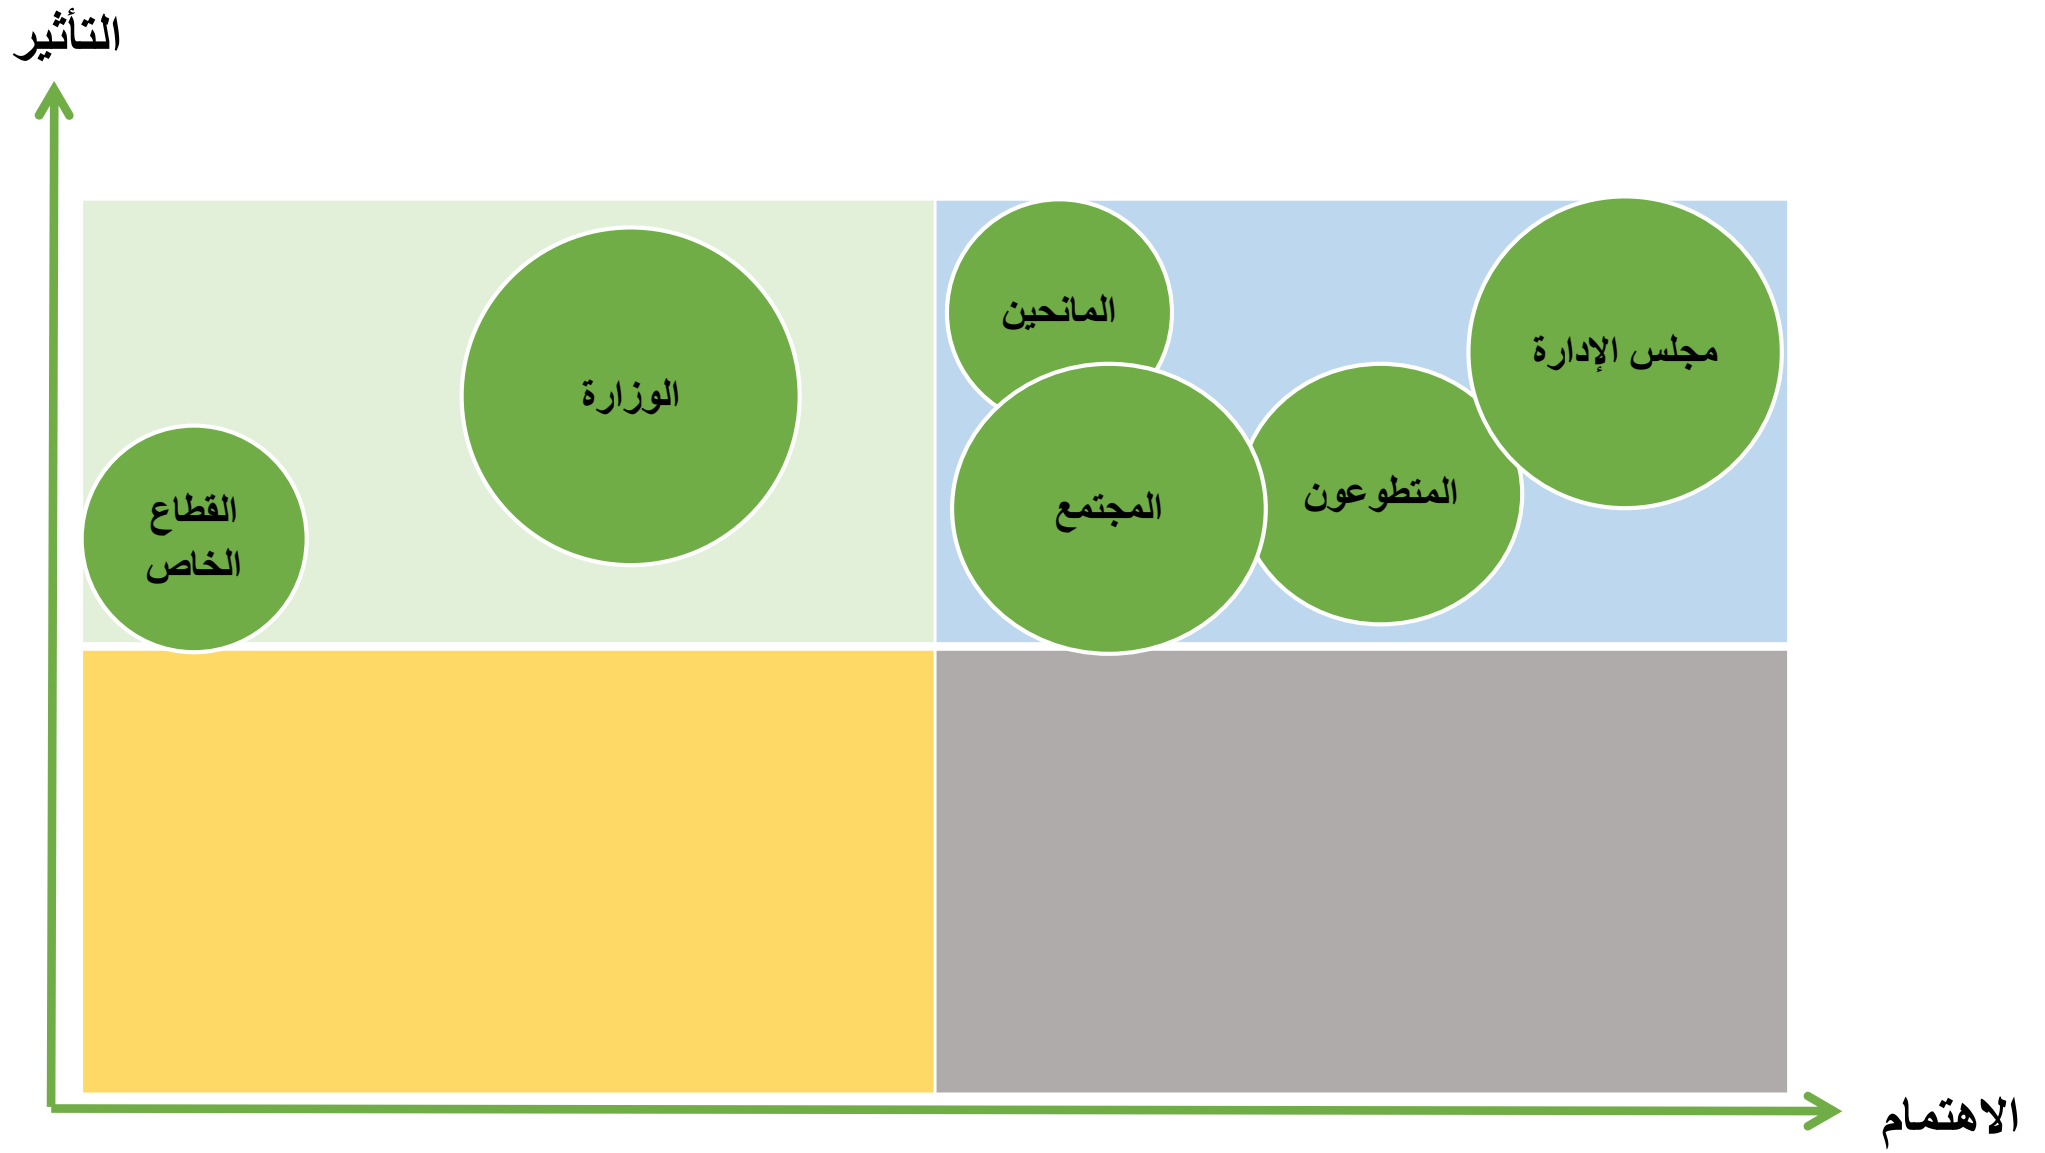 التأثير
المانحين
مجلس الإدارة
الوزارة
المتطوعون
المجتمع
القطاع
الخاص
الاهتمام